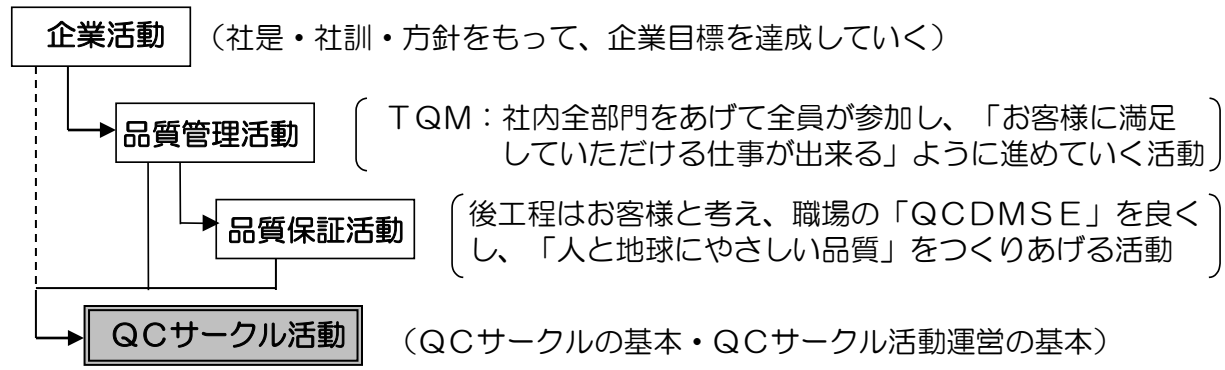 企業活動 （社是・社訓・方針をもって、企業目標を達成していく）
品質管理活動 ＴＱＭ：社内全部門をあげて全員が参加し、「お客様に満足
していただける仕事が出来る」ように進めていく活動
品質保証活動 後工程はお客様と考え、職場の「ＱＣＤＭＳＥ」を良く
し、「人と地球にやさしい品質」をつくりあげる活動
ＱＣサークル活動 （ＱＣサークルの基本・ＱＣサークル活動運営の基本）